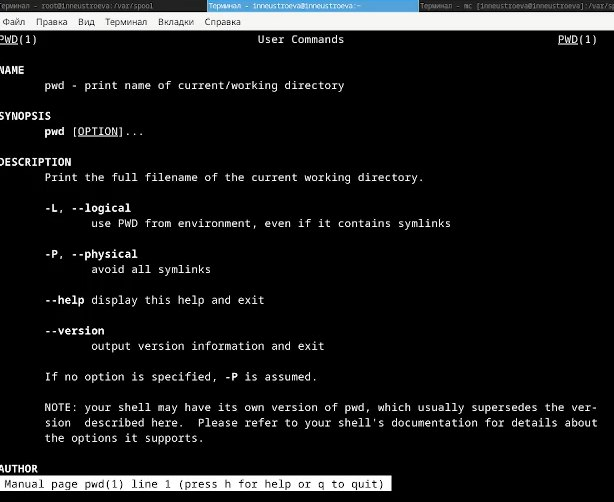 Терминал - root@inneustroeva:/var/spool Терминал - inneustroeva@inneustroeva:~ Терминал - mc [inneustroeva@inneustroeva]:/var/sp
Файл Правка Вид Терминал Вкладки Справка
PWD(1) User Commands PWD(1)
NAME
pwd - print name of current/working directory
SYNOPSIS
pwd [OPTION]...
DESCRIPTION
Print the full filename of the current working directory.
-L, --logical
use PWD from environment, even if it contains symlinks
-P, --physical
avoid all symlinks
--help display this help and exit
--version
output version information and exit
If no option is specified, -P is assumed.
NOTE: your shell may have its own version of pwd, which usually supersedes the ver-
sion described here. Please refer to your shell's documentation for details about
the options it supports.
AUTHOR
Manual page pwd(1) line 1 (press h for help or q to quit)